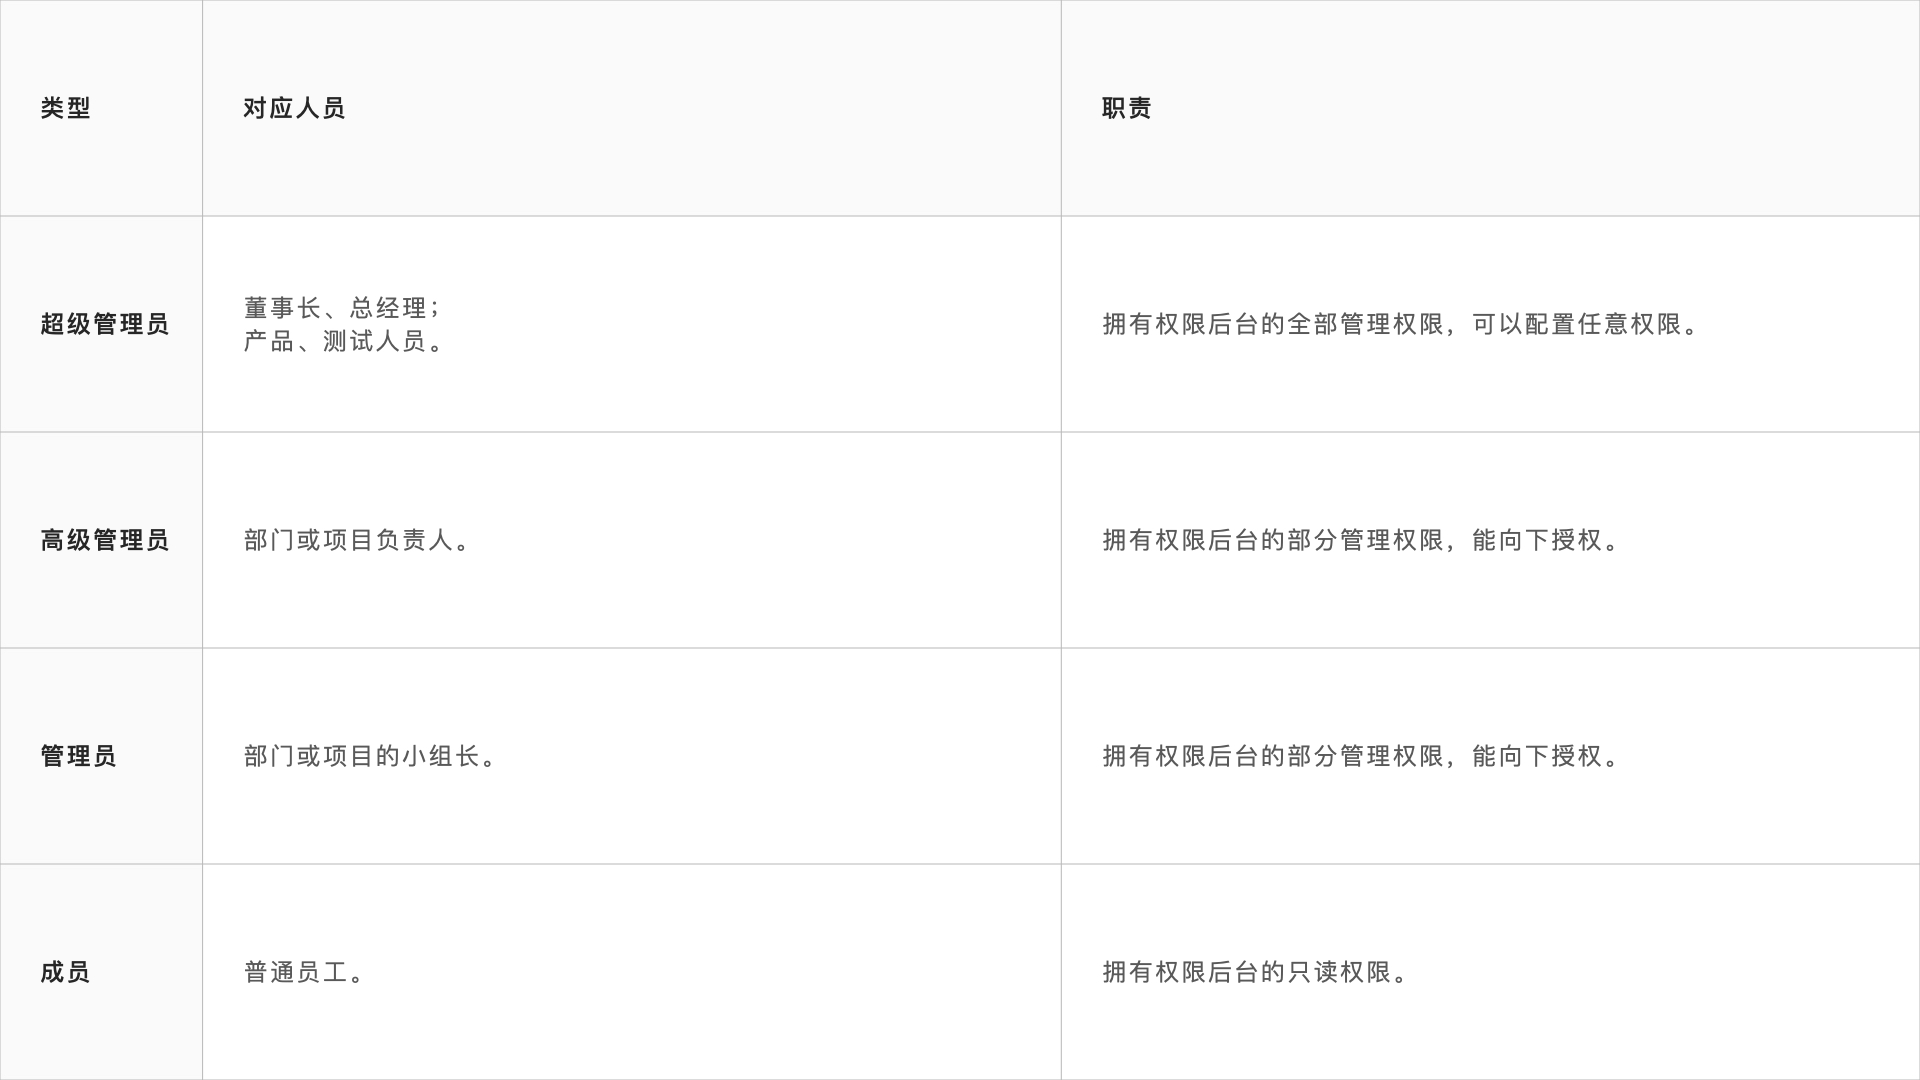 类型
对应人员
职责
超级管理员
董事长、总经理；
产品、测试人员。
拥有权限后台的全部管理权限，可以配置任意权限。
高级管理员
部门或项目负责人。
拥有权限后台的部分管理权限，能向下授权。
管理员
部门或项目的小组长。
拥有权限后台的部分管理权限，能向下授权。
成员
普通员工。
拥有权限后台的只读权限。